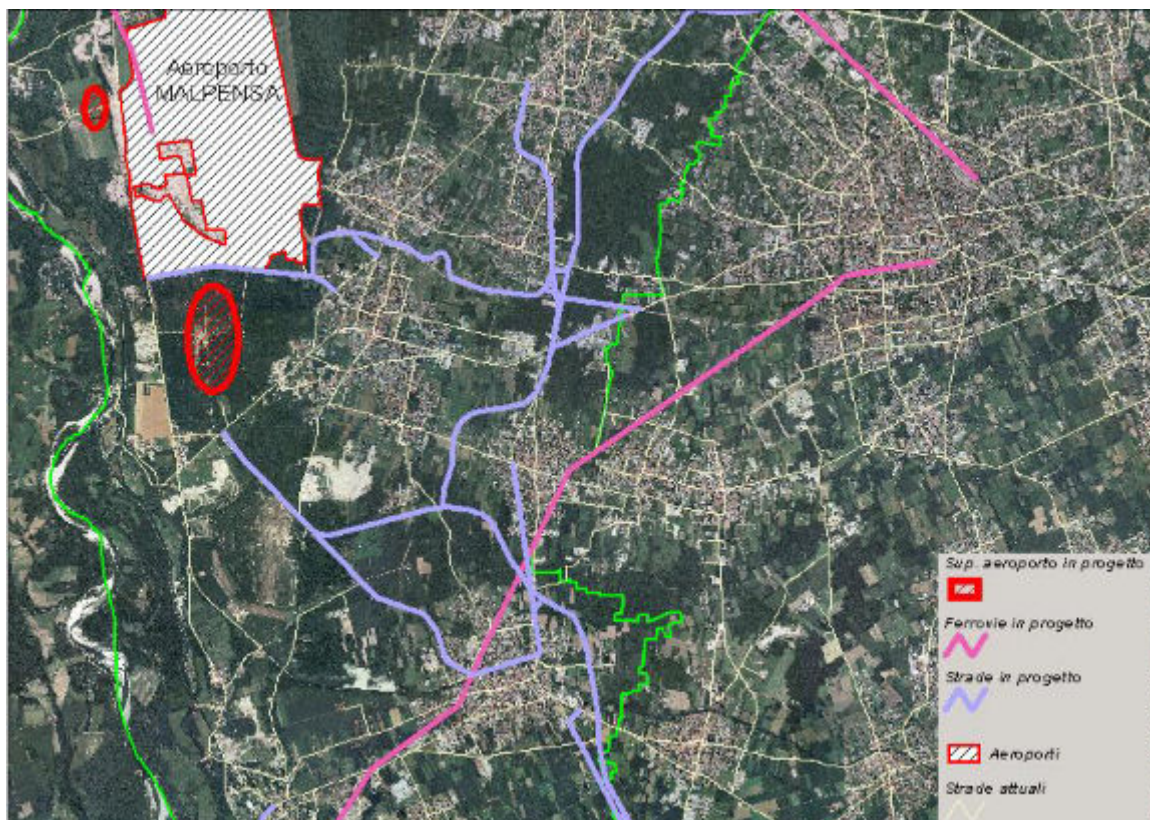 Aeroporto
MALPENSA
Sup. aeroporto in progetto
Ferrovie in progetto
Strade in progetto
Aeroporti
Strade attuali